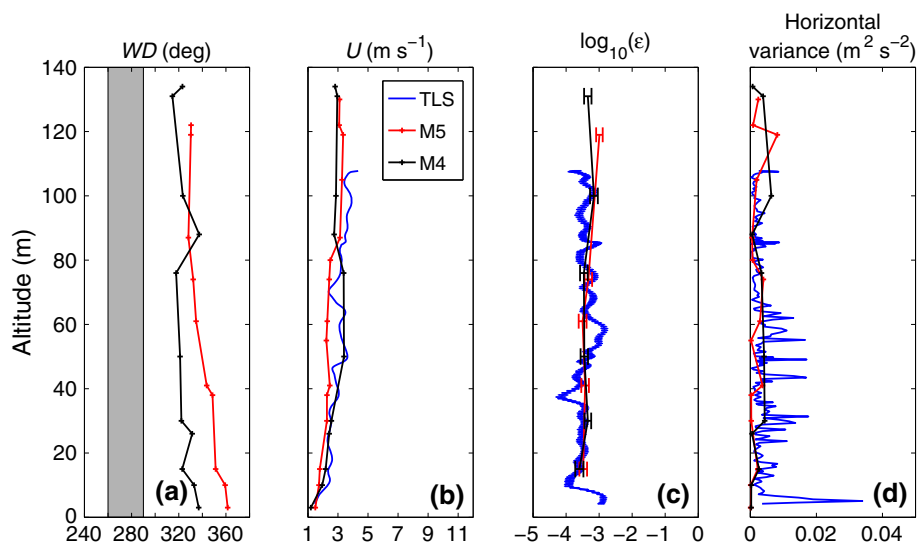 WD (deg)
U (m s−1)
log10(ε)
Horizontal
variance (m2 s−2)
Altitude (m)
140
120
100
80
60
40
20
0
TLS
M5
M4
(a)
(b)
(c)
(d)
240 280 320 360
1 3 5 7 9 11
−5 −4 −3 −2 −1 0
0 0.02 0.04